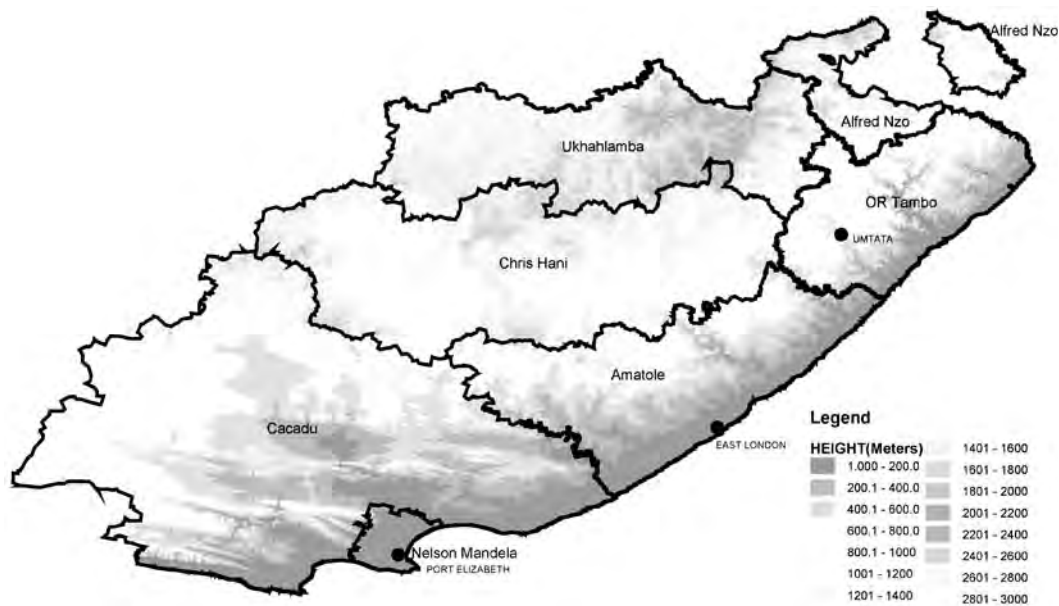 Alfred Nzo
Alfred Nzo
Ukhahlamba
OR Tambo
UMTATA
Chris Hani
Amatole
Cacadu
EAST LONDON
Nelson Mandela
PORT ELIZABETH
Legend
HEIGHT(Meters)
1.000 - 200.0
200.1 - 400.0
400.1 - 600.0
600.1 - 800.0
800.1 - 1000
1001 - 1200
1201 - 1400
1401 - 1600
1601 - 1800
1801 - 2000
2001 - 2200
2201 - 2400
2401 - 2600
2601 - 2800
2801 - 3000